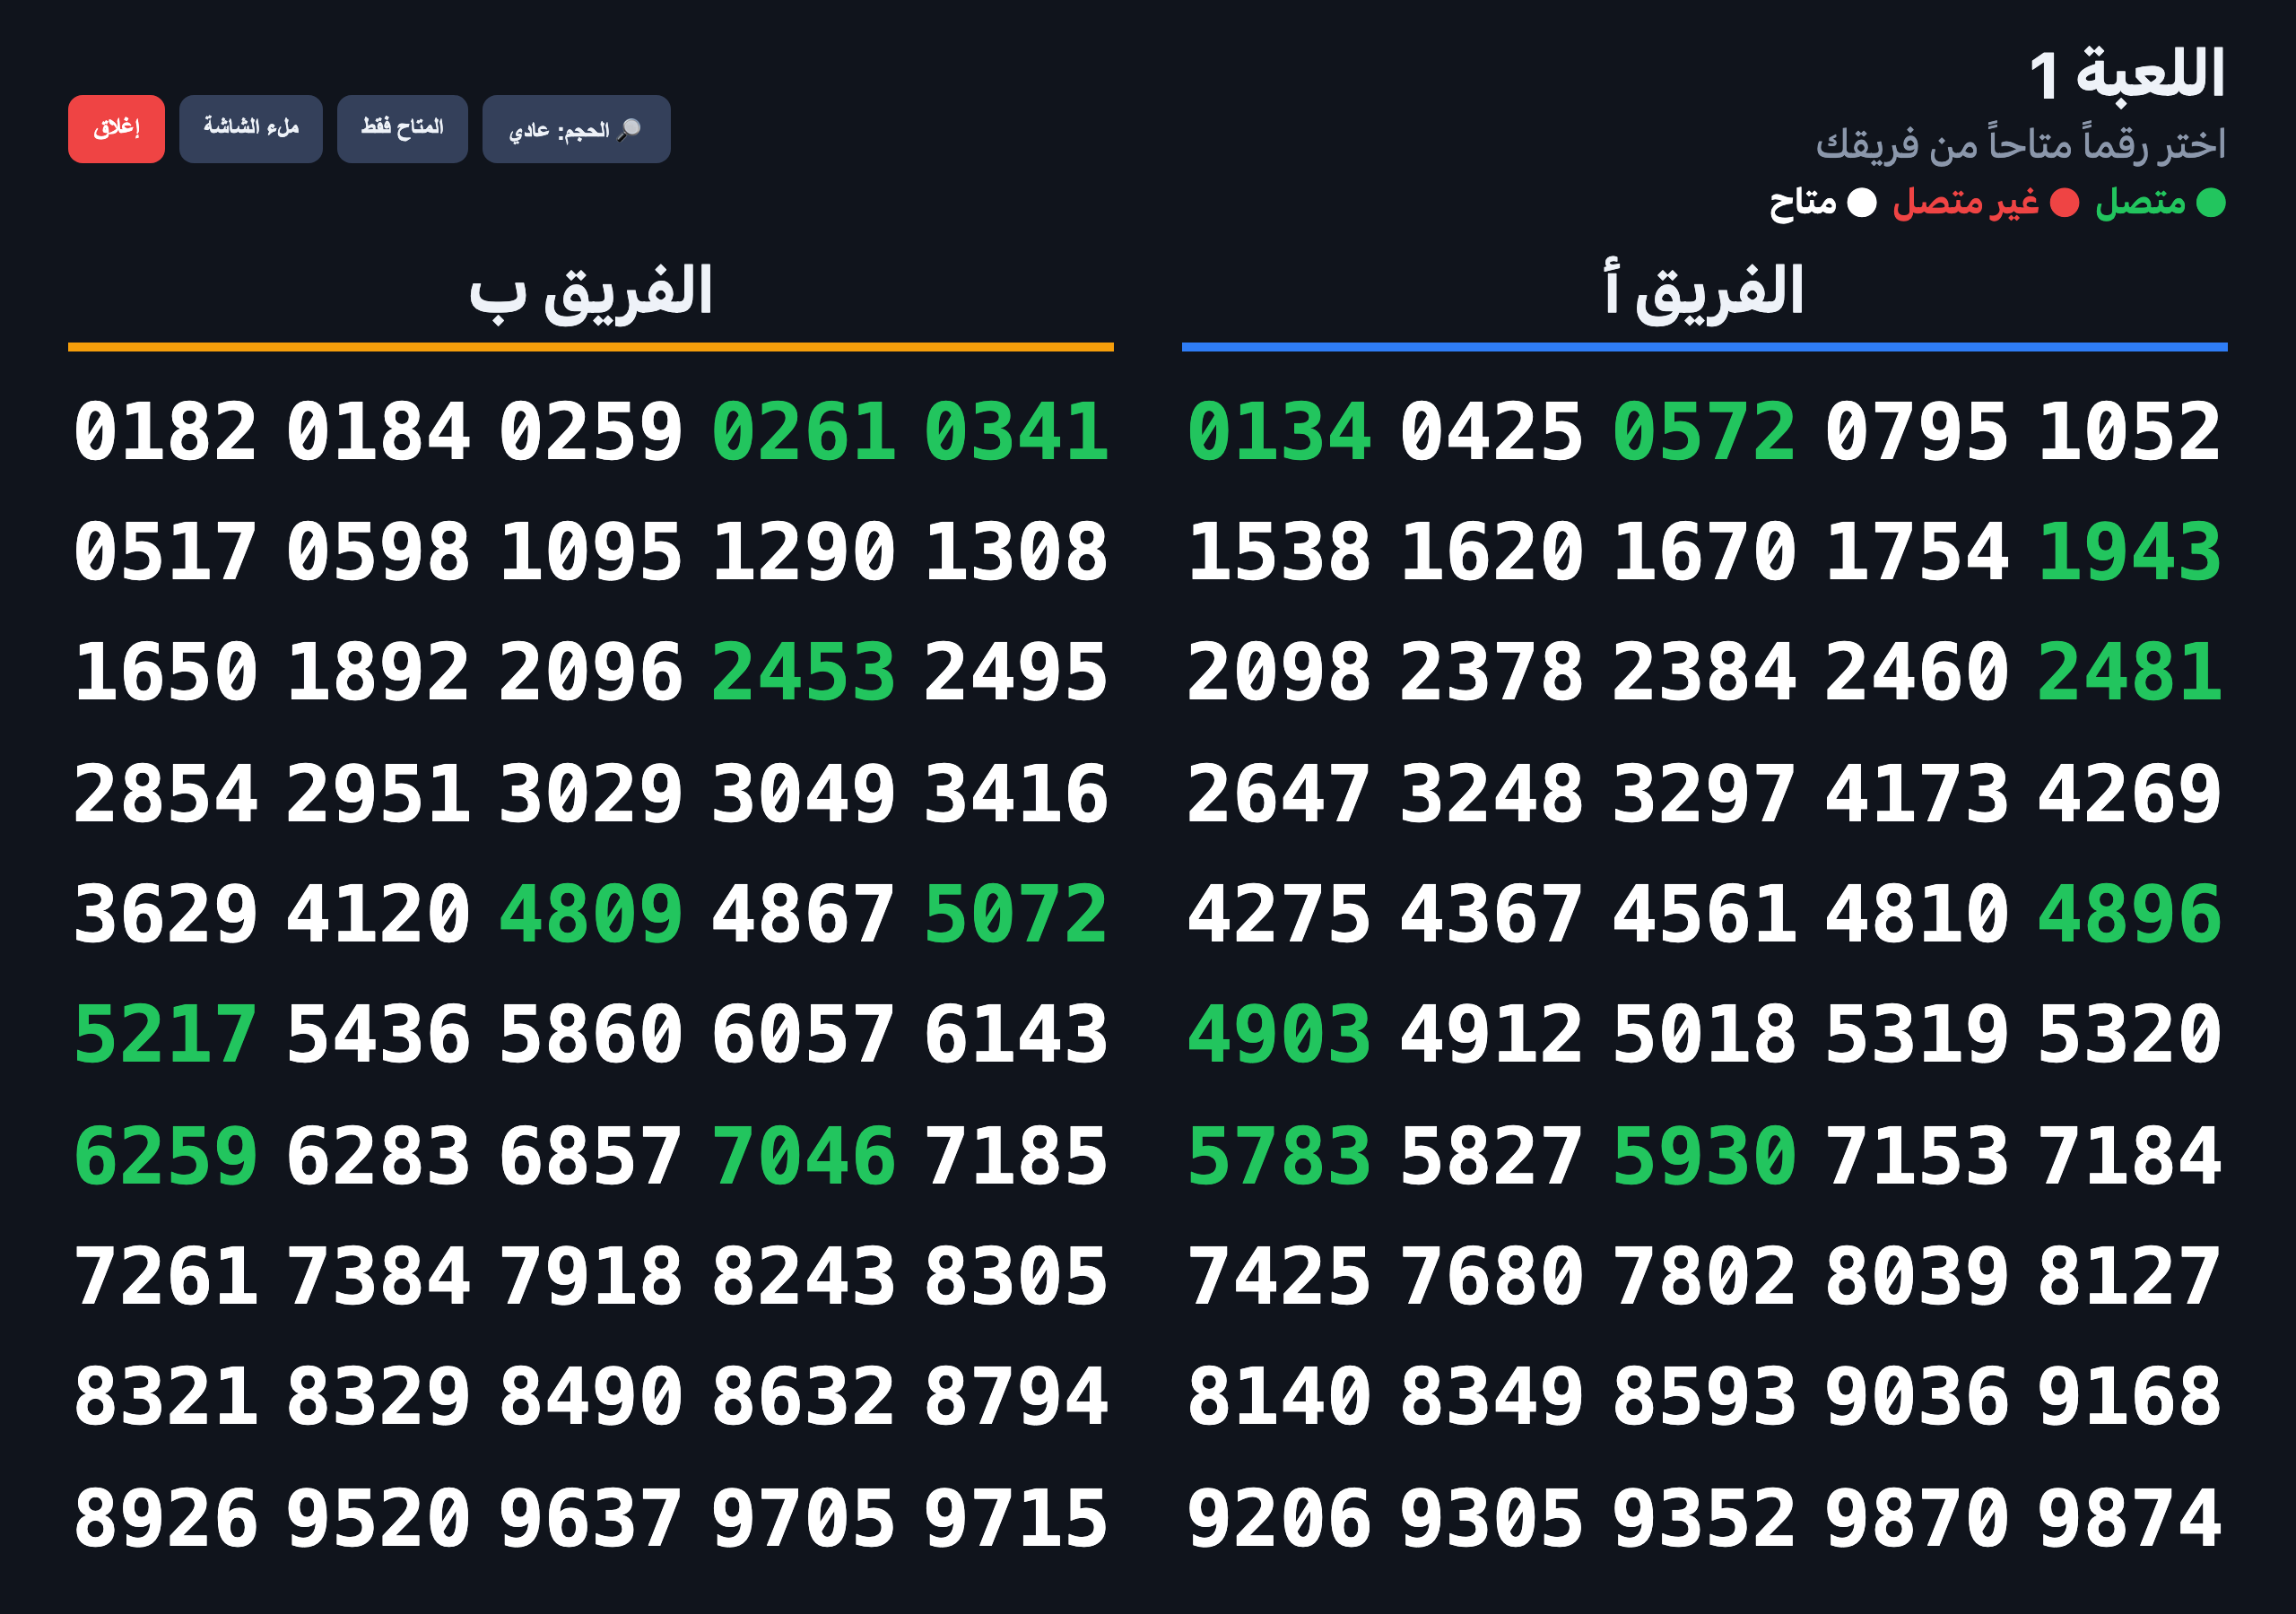 اللعبة 1
اختر رقماً متاحاً من فريقك
متصل غير متصل متاح
🔎 الحجم: عادي
المتاح فقط
ملء الشاشة
إغلاق
الفريق أ
0134 0425 0572 0795 1052
1538 1620 1670 1754 1943
2098 2378 2384 2460 2481
2647 3248 3297 4173 4269
4275 4367 4561 4810 4896
4903 4912 5018 5319 5320
5783 5827 5930 7153 7184
7425 7680 7802 8039 8127
8140 8349 8593 9036 9168
9206 9305 9352 9870 9874
الفريق ب
0182 0184 0259 0261 0341
0517 0598 1095 1290 1308
1650 1892 2096 2453 2495
2854 2951 3029 3049 3416
3629 4120 4809 4867 5072
5217 5436 5860 6057 6143
6259 6283 6857 7046 7185
7261 7384 7918 8243 8305
8321 8329 8490 8632 8794
8926 9520 9637 9705 9715